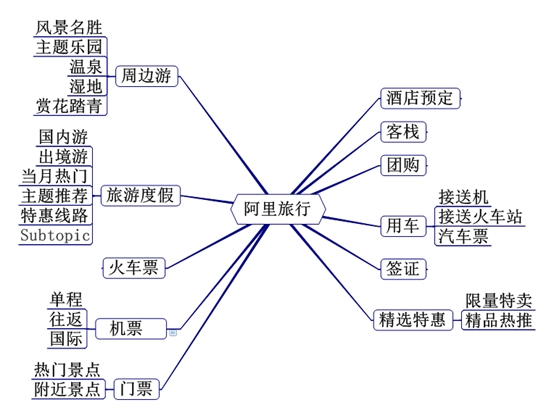 阿里旅行
周边游
风景名胜
主题乐园
温泉
湿地
赏花踏青
旅游度假
国内游
出境游
当月热门
主题推荐
特惠线路
Subtopic
火车票
机票
单程
往返
国际
门票
热门景点
附近景点
酒店预定
客栈
团购
用车
接送机
接送火车站
汽车票
签证
精选特惠
限量特卖
精品热推